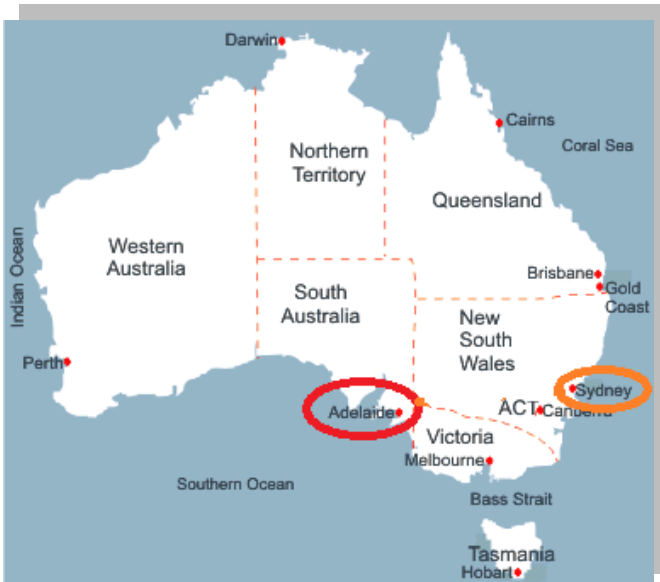 Darwin
Cairns
Coral Sea
Northern
Territory
Queensland
Western
Australia
Indian Ocean
Brisbane
Gold
Coast
South
Australia
New
South
Wales
Perth
Sydney
Adelaide
ACT
Canberra
Victoria
Melbourne
Southern Ocean
Bass Strait
Tasmania
Hobart